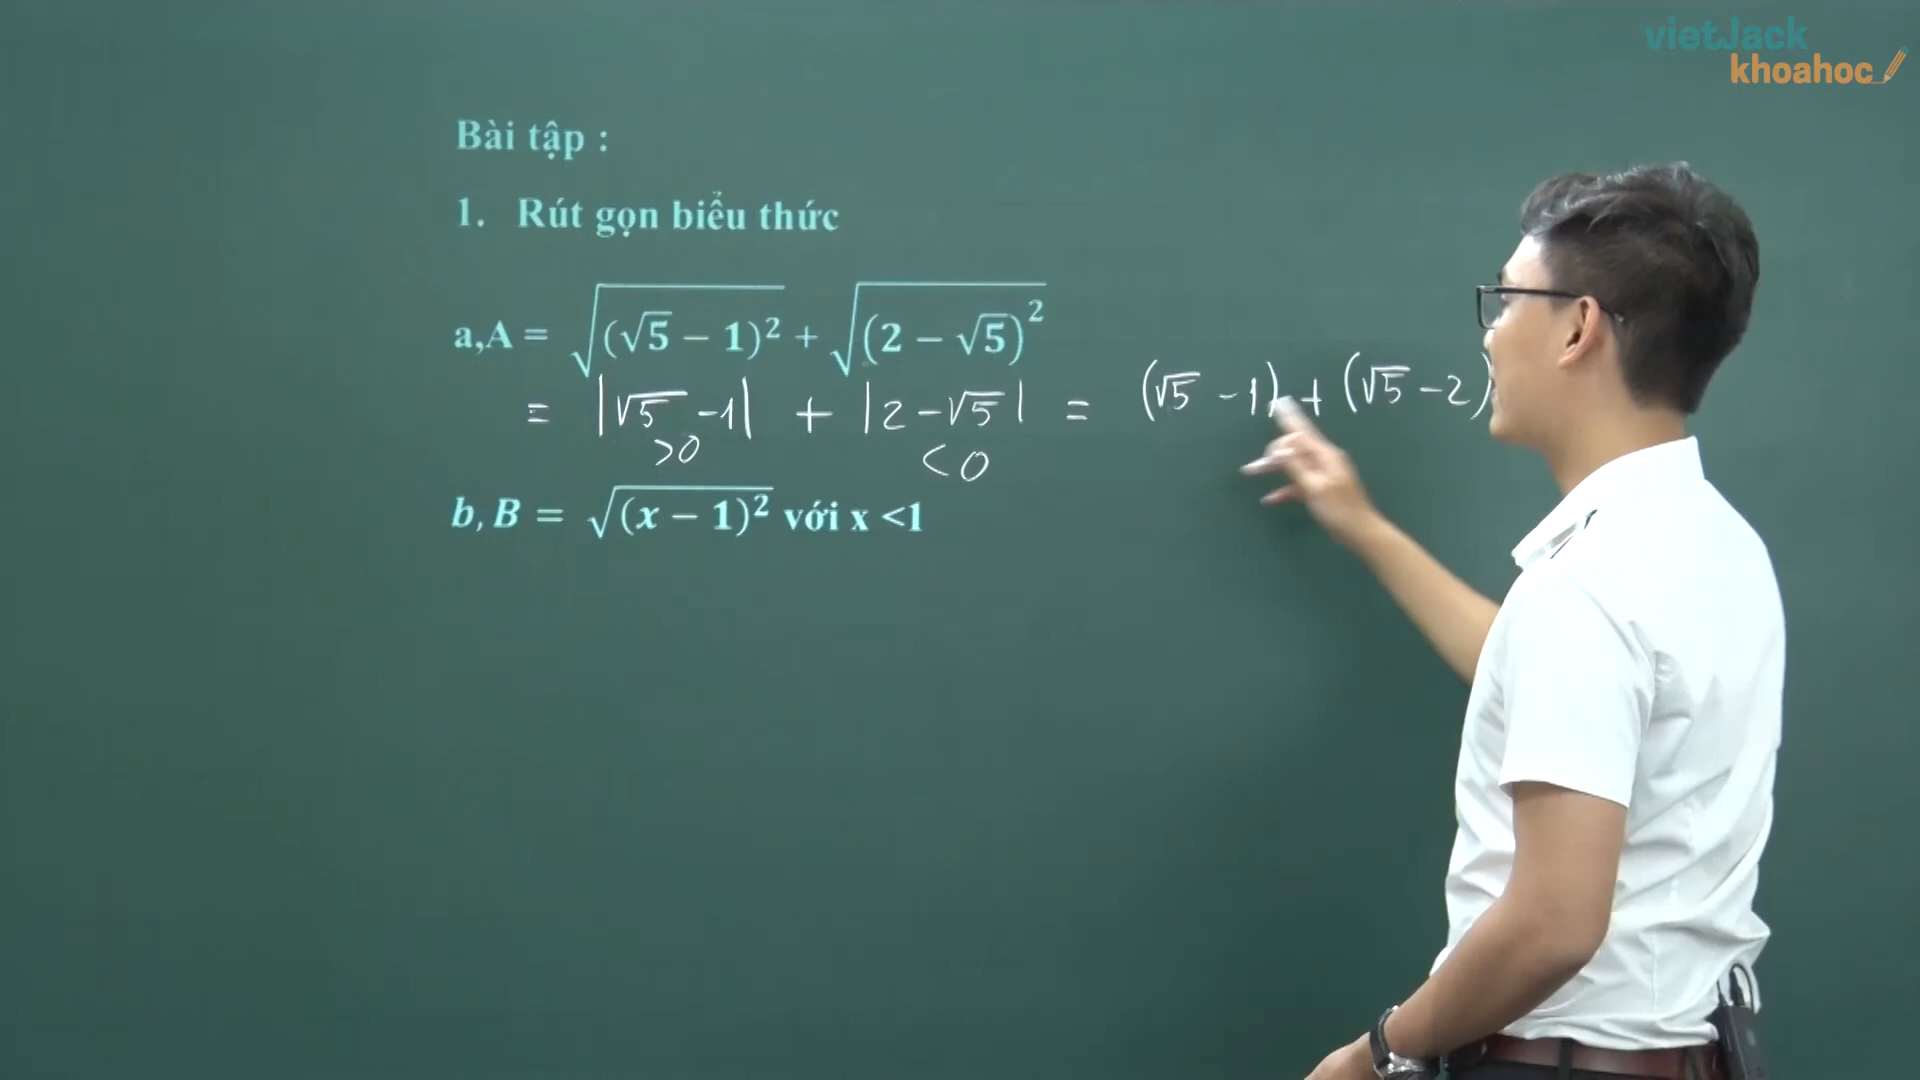 vietJack
khoahoc
Bài tập :
1. Rút gọn biểu thức
a,A = √(√5 − 1)² + √(2 − √5)²
= |√5 -1| + |2 -√5| = (√5 -1) + (√5 -2)
>0 <0
b, B = √(x − 1)² với x <1